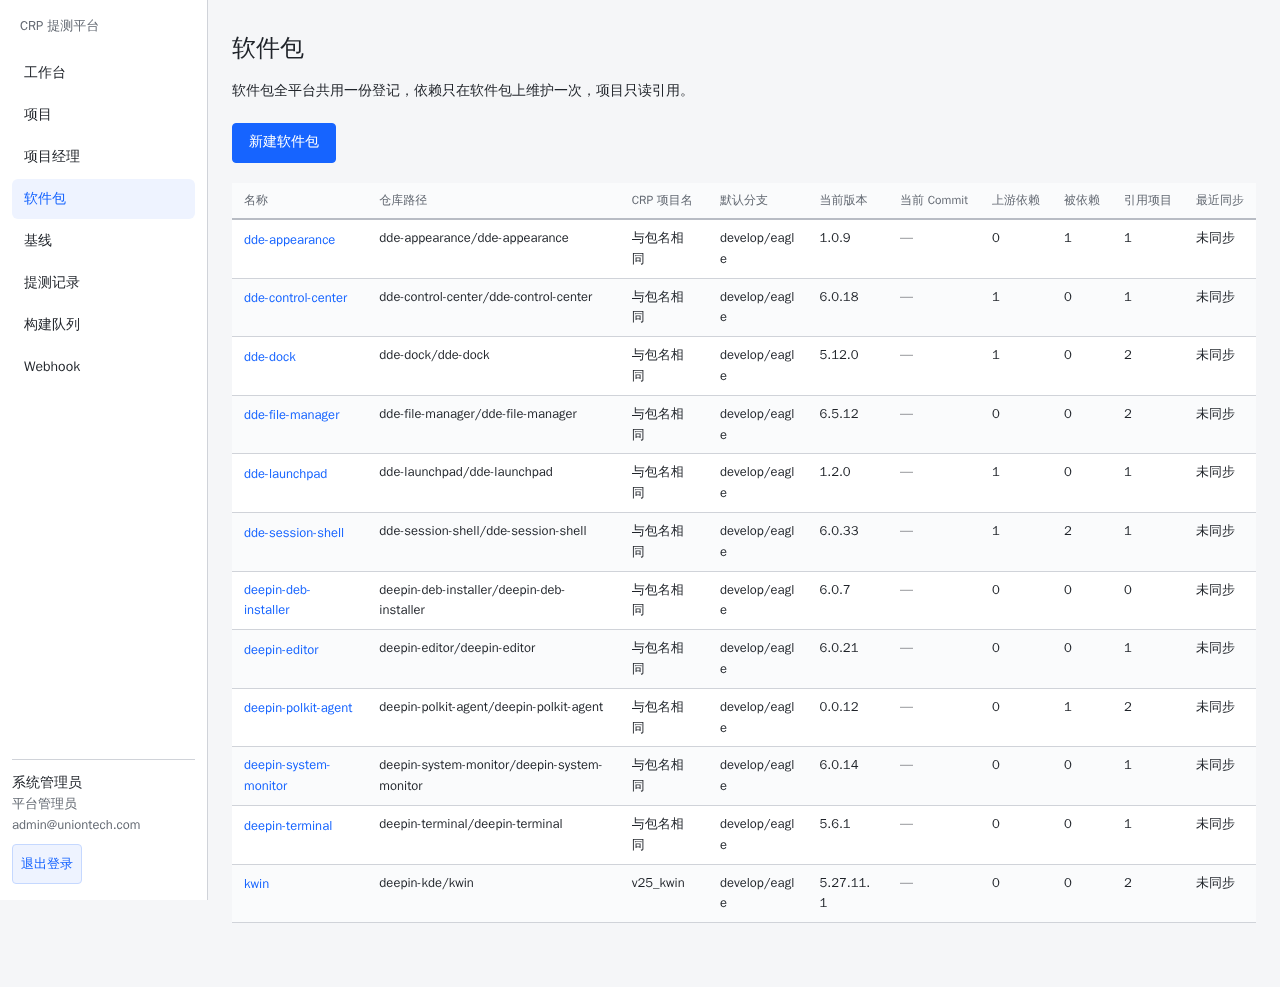 CRP 提测平台
工作台
项目
项目经理
软件包
基线
提测记录
构建队列
Webhook
系统管理员
平台管理员
admin@uniontech.com
退出登录
软件包
软件包全平台共用一份登记，依赖只在软件包上维护一次，项目只读引用。
新建软件包
名称 仓库路径 CRP 项目名 默认分支 当前版本 当前 Commit 上游依赖 被依赖 引用项目 最近同步
dde-appearance dde-appearance/dde-appearance 与包名相 develop/eagl 1.0.9 — 0 1 1 未同步
同 e
dde-control-center dde-control-center/dde-control-center 与包名相 develop/eagl 6.0.18 — 1 0 1 未同步
同 e
dde-dock dde-dock/dde-dock 与包名相 develop/eagl 5.12.0 — 1 0 2 未同步
同 e
dde-file-manager dde-file-manager/dde-file-manager 与包名相 develop/eagl 6.5.12 — 0 0 2 未同步
同 e
dde-launchpad dde-launchpad/dde-launchpad 与包名相 develop/eagl 1.2.0 — 1 0 1 未同步
同 e
dde-session-shell dde-session-shell/dde-session-shell 与包名相 develop/eagl 6.0.33 — 1 2 1 未同步
同 e
deepin-deb- deepin-deb-installer/deepin-deb- 与包名相 develop/eagl 6.0.7 — 0 0 0 未同步
installer installer 同 e
deepin-editor deepin-editor/deepin-editor 与包名相 develop/eagl 6.0.21 — 0 0 1 未同步
同 e
deepin-polkit-agent deepin-polkit-agent/deepin-polkit-agent 与包名相 develop/eagl 0.0.12 — 0 1 2 未同步
同 e
deepin-system- deepin-system-monitor/deepin-system- 与包名相 develop/eagl 6.0.14 — 0 0 1 未同步
monitor monitor 同 e
deepin-terminal deepin-terminal/deepin-terminal 与包名相 develop/eagl 5.6.1 — 0 0 1 未同步
同 e
kwin deepin-kde/kwin v25_kwin develop/eagl 5.27.11. — 0 0 2 未同步
e 1